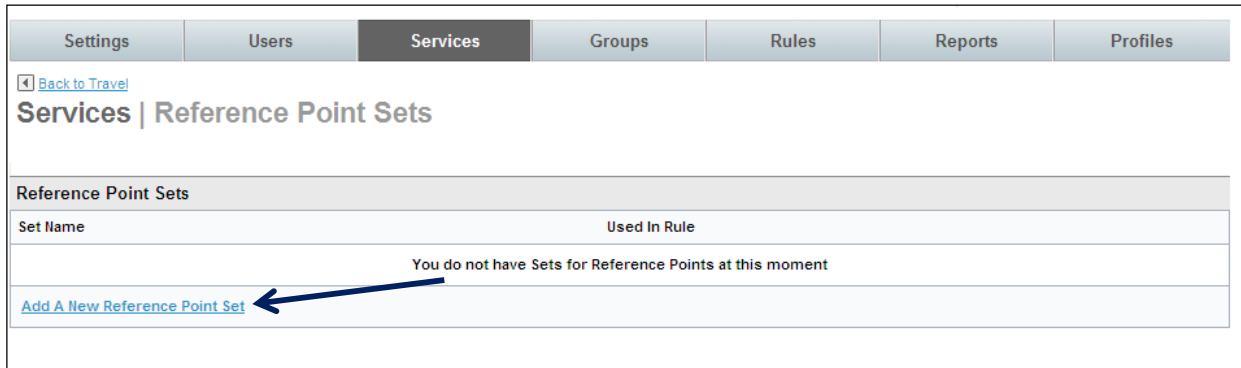 Settings Users Services Groups Rules Reports Profiles
Back to Travel
Services | Reference Point Sets
Reference Point Sets
Set Name Used In Rule
You do not have Sets for Reference Points at this moment
Add A New Reference Point Set